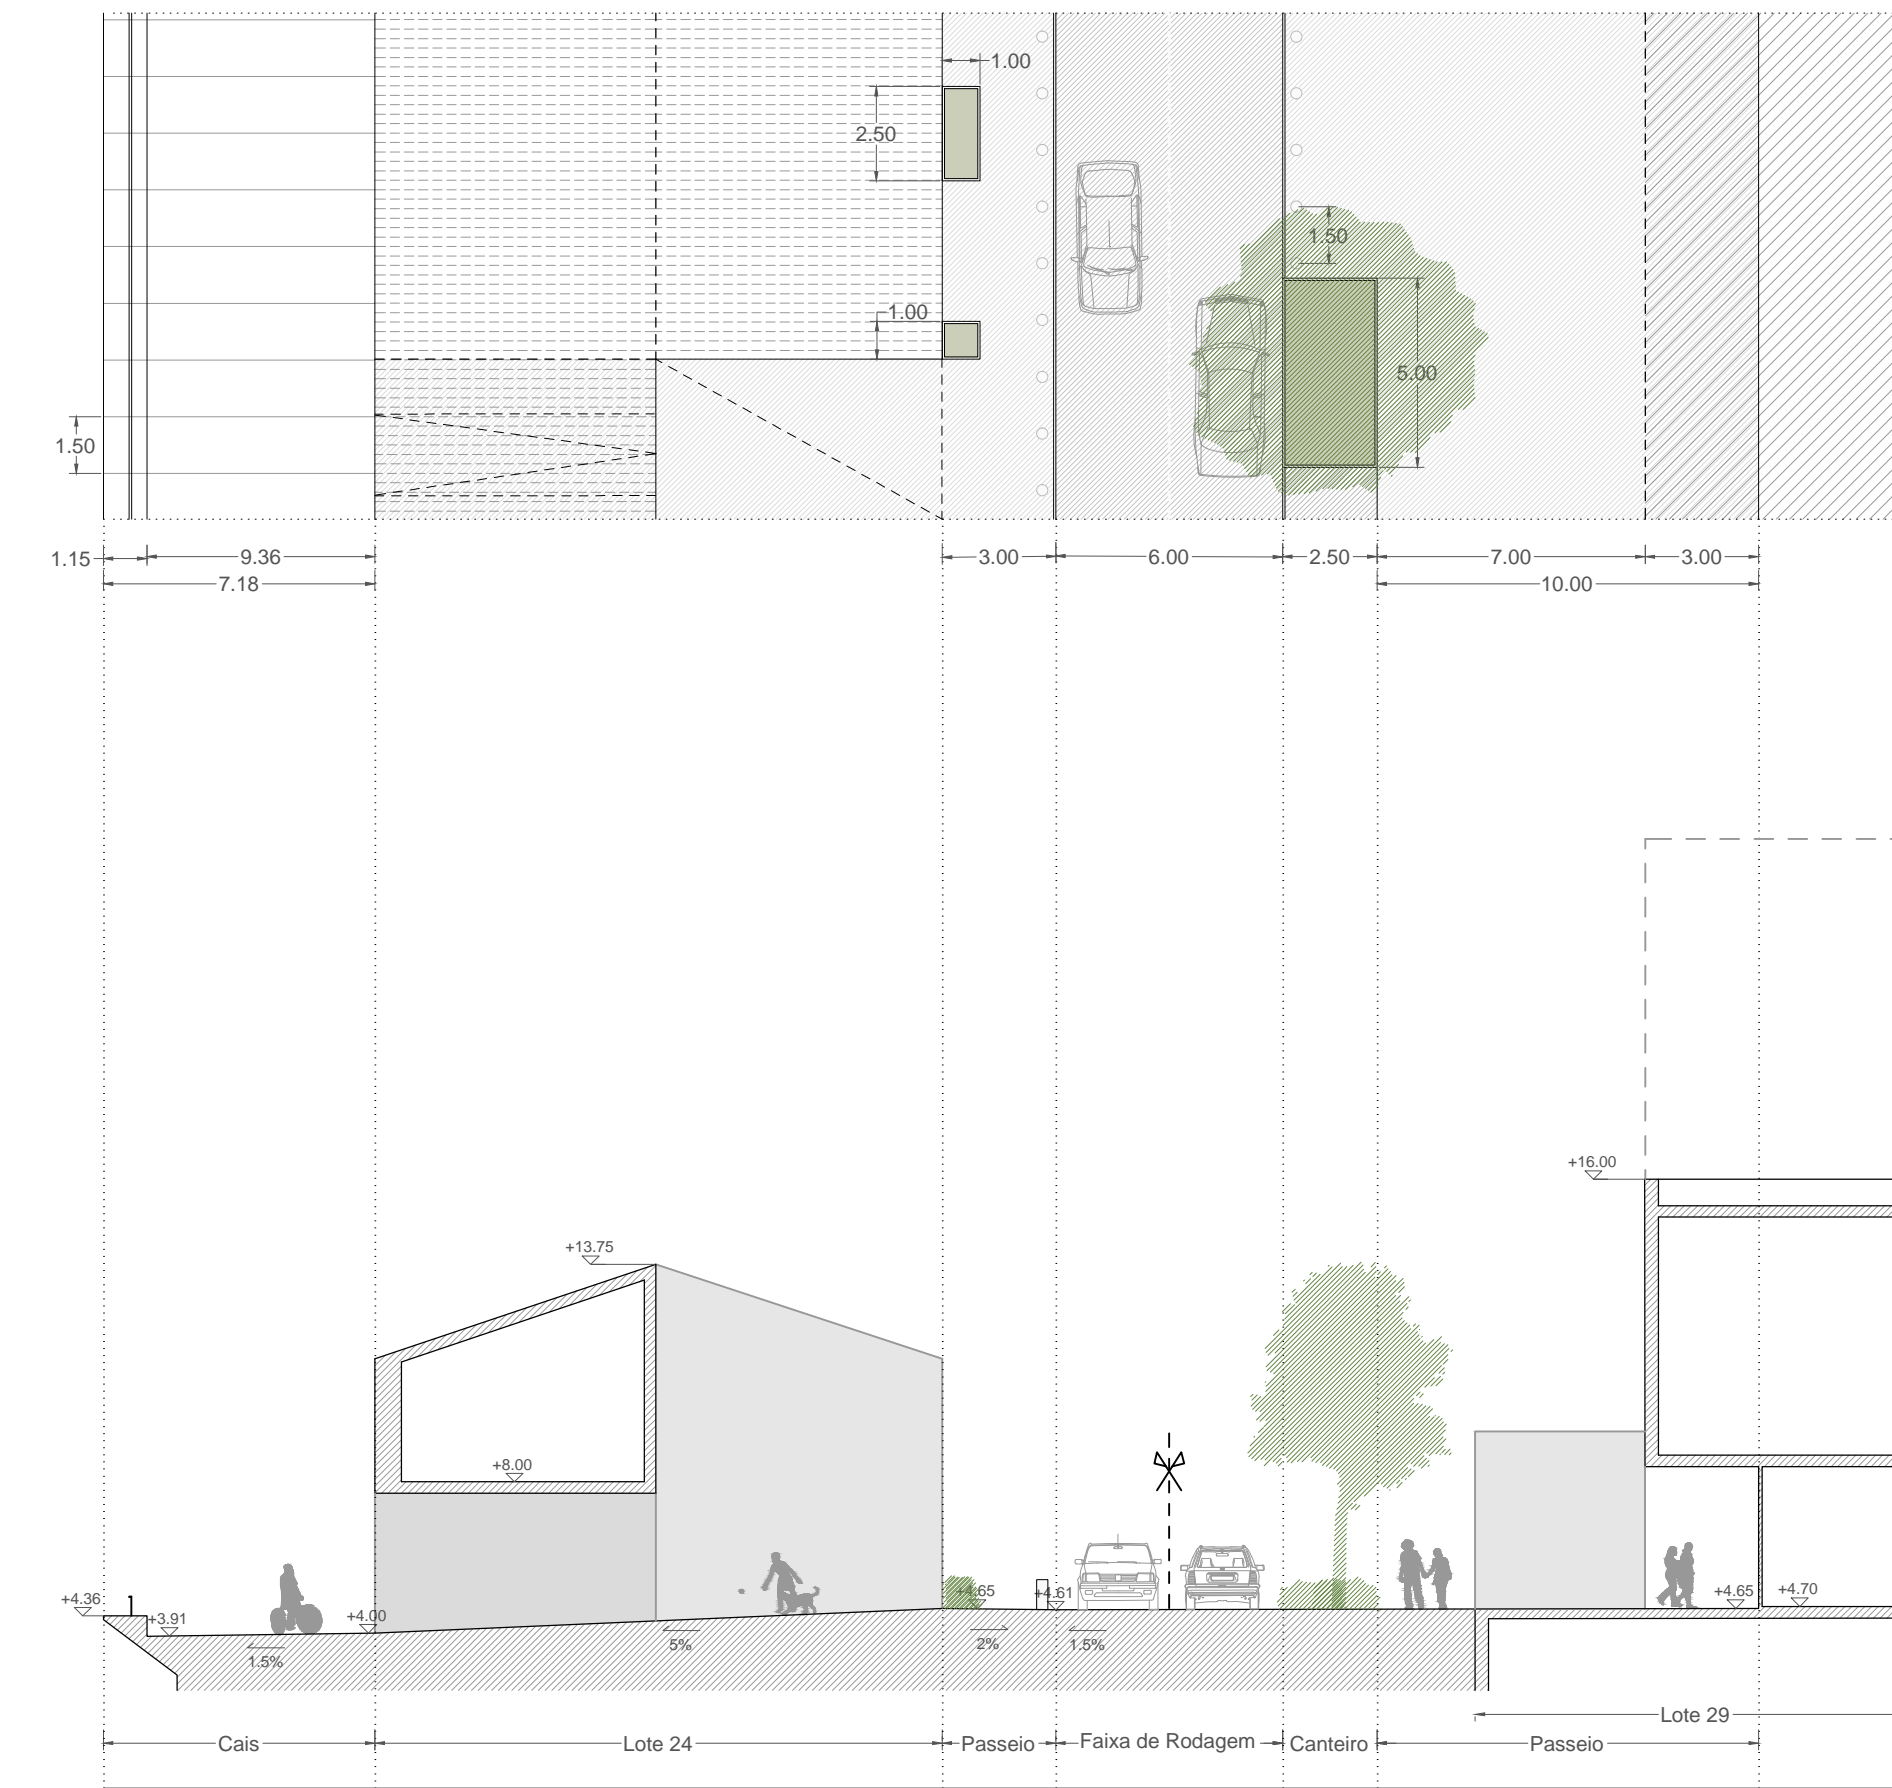 1.00
2.50
1.50
1.00
5.00
1.50
1.15 9.36 3.00 6.00 2.50 7.00 3.00
7.18 10.00
+16.00
+13.75
+8.00
+4.36 +3.91 +4.00 +4.65 +4.61 +4.65 +4.70
1.5% 5% 2% 1.5%
Lote 29
Cais Lote 24 Passeio Faixa de Rodagem Canteiro Passeio